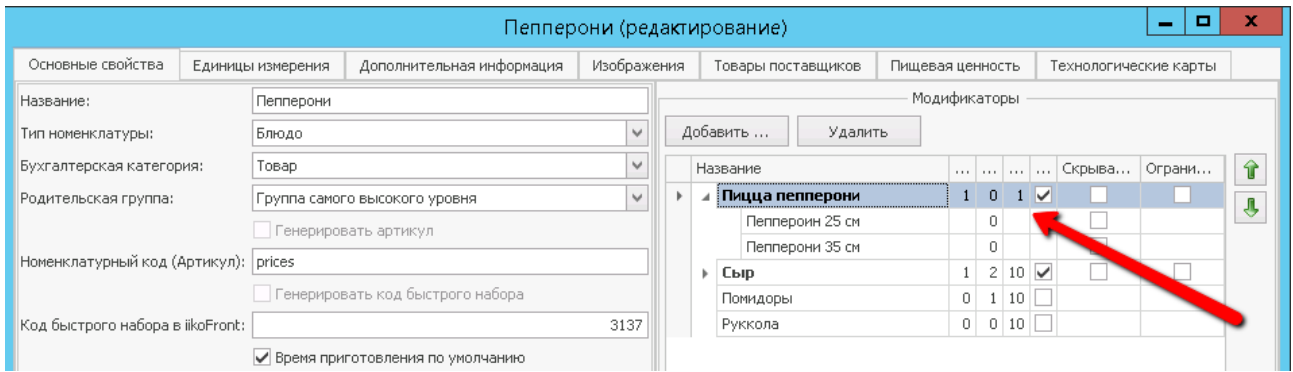 Пепперони (редактирование)
Основные свойства Единицы измерения Дополнительная информация Изображения Товары поставщиков Пищевая ценность Технологические карты
Название: Пепперони
Тип номенклатуры: Блюдо
Бухгалтерская категория: Товар
Родительская группа: Группа самого высокого уровня
Генерировать артикул
Номенклатурный код (Артикул): prices
Генерировать код быстрого набора
Код быстрого набора в iikoFront: 3137
Время приготовления по умолчанию
Модификаторы
Добавить ... Удалить
Название ... ... ... ... Скрыва... Ограни...
Пицца пепперони 1 0 1
Пеппероин 25 см 0
Пепперони 35 см 0
Сыр 1 2 10
Помидоры 0 1 10
Руккола 0 0 10